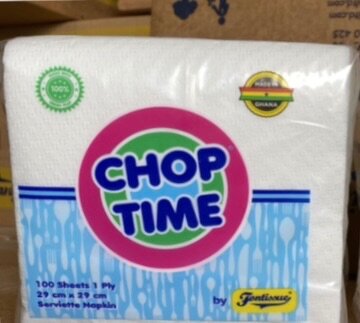 100%
MADE IN
GHANA
CHOP
TIME
100 Sheets 1 Ply
29 cm x 29 cm
Serviette Napkin
by Fontissue